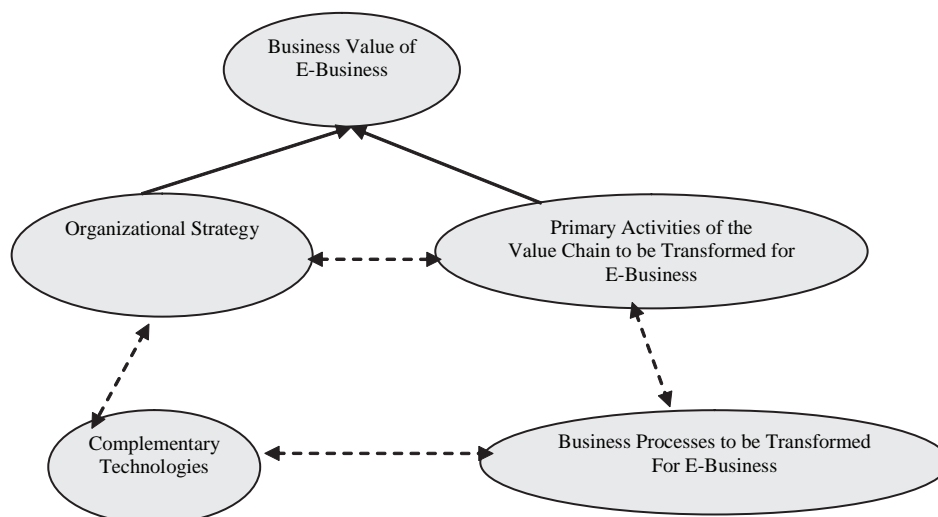 Business Value of
E-Business
Organizational Strategy
Primary Activities of the
Value Chain to be Transformed for
E-Business
Complementary
Technologies
Business Processes to be Transformed
For E-Business